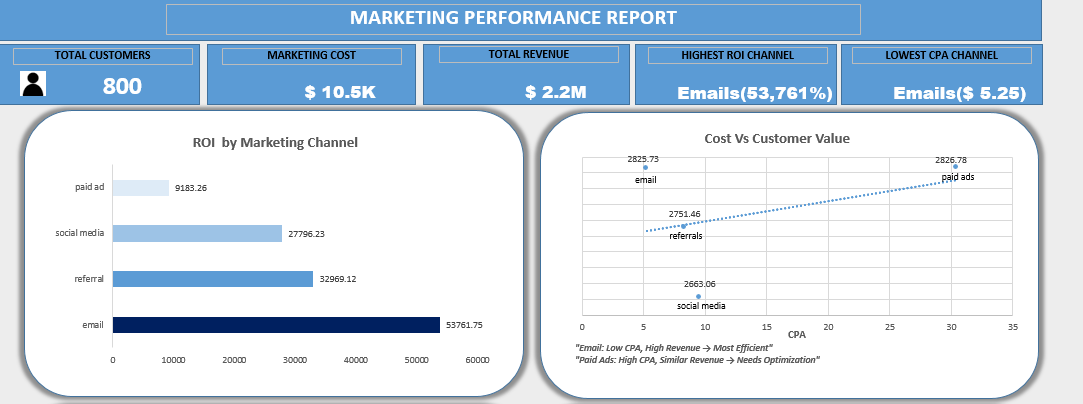 MARKETING PERFORMANCE REPORT
TOTAL CUSTOMERS
800
MARKETING COST
$ 10.5K
TOTAL REVENUE
$ 2.2M
HIGHEST ROI CHANNEL
Emails(53,761%)
LOWEST CPA CHANNEL
Emails($ 5.25)
ROI by Marketing Channel
paid ad
9183.26
social media
27796.23
referral
32969.12
email
53761.75
0 10000 20000 30000 40000 50000 60000
Cost Vs Customer Value
2825.73
email
2826.78
paid ads
2751.46
referrals
2663.06
social media
0 5 10 15 20 25 30 35
CPA
"Email: Low CPA, High Revenue → Most Efficient"
"Paid Ads: High CPA, Similar Revenue → Needs Optimization"